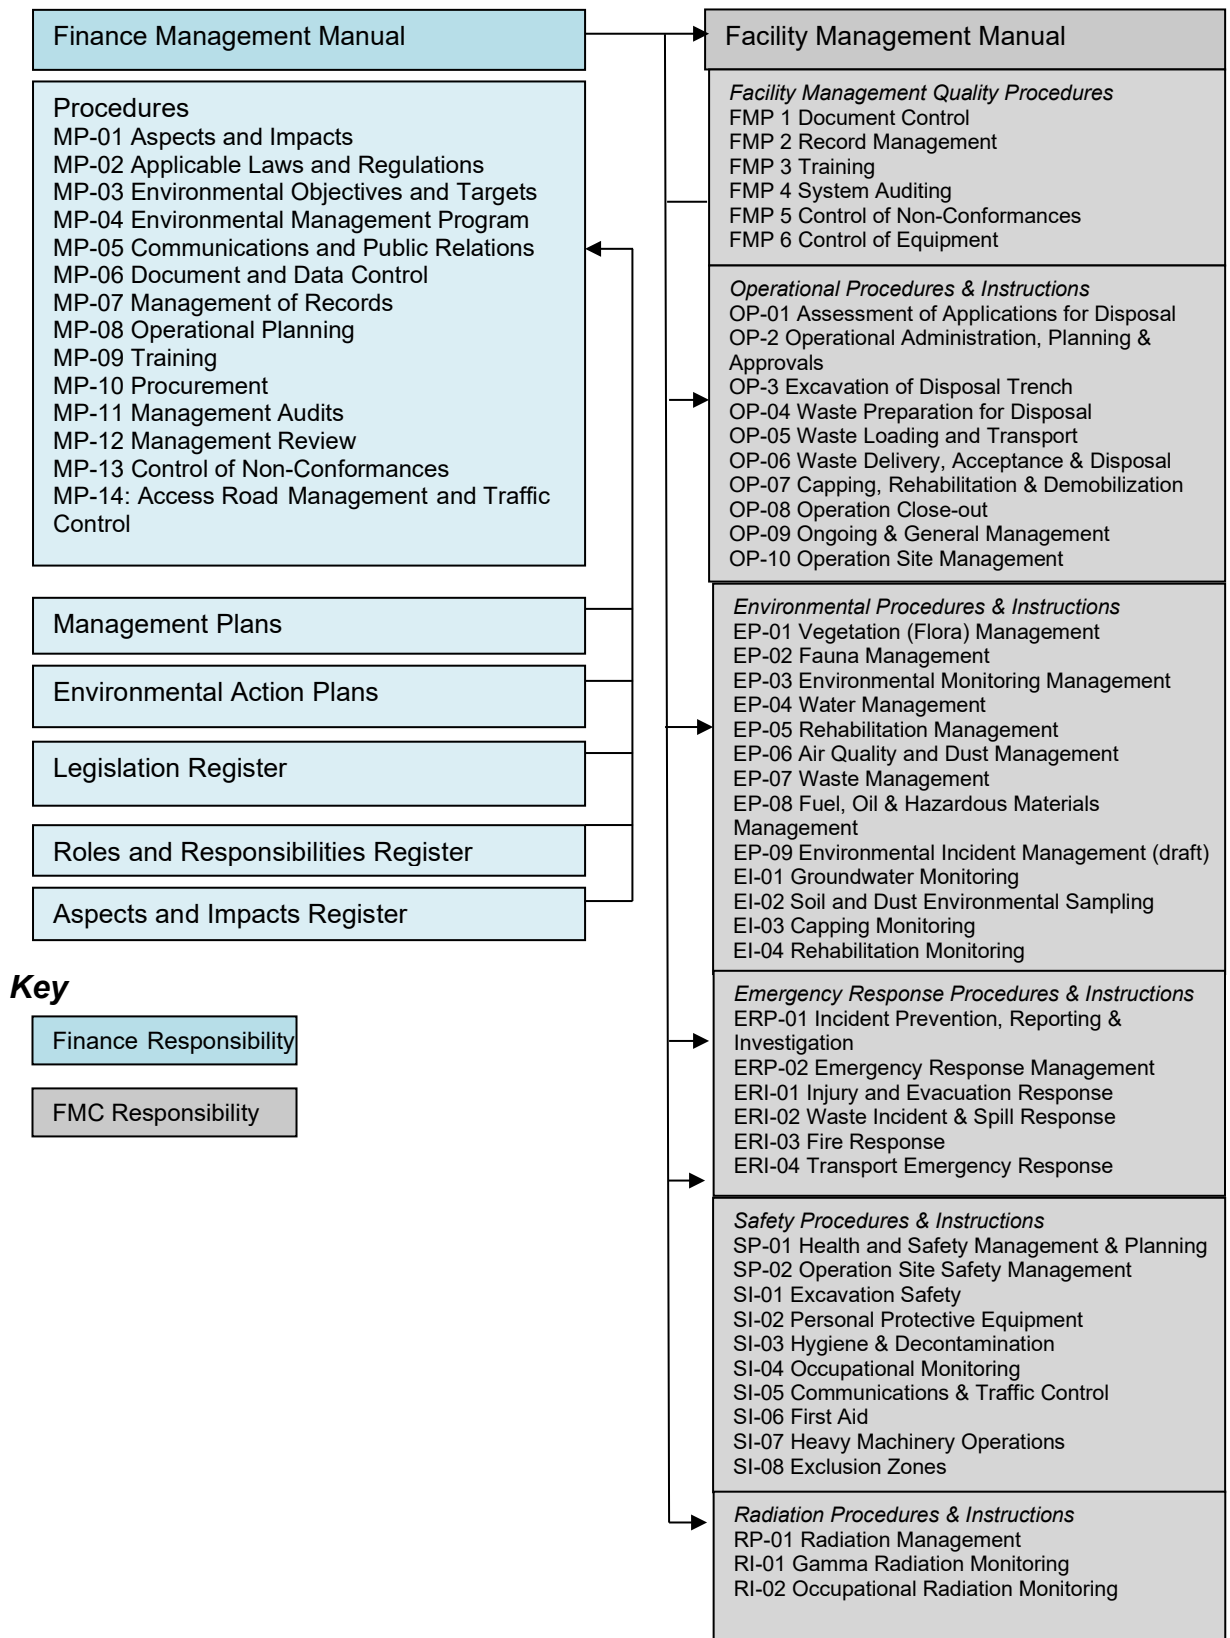 Finance Management Manual
Procedures
MP-01 Aspects and Impacts
MP-02 Applicable Laws and Regulations
MP-03 Environmental Objectives and Targets
MP-04 Environmental Management Program
MP-05 Communications and Public Relations
MP-06 Document and Data Control
MP-07 Management of Records
MP-08 Operational Planning
MP-09 Training
MP-10 Procurement
MP-11 Management Audits
MP-12 Management Review
MP-13 Control of Non-Conformances
MP-14: Access Road Management and Traffic
Control
Management Plans
Environmental Action Plans
Legislation Register
Roles and Responsibilities Register
Aspects and Impacts Register
Key
Finance Responsibility
FMC Responsibility
Facility Management Manual
Facility Management Quality Procedures
FMP 1 Document Control
FMP 2 Record Management
FMP 3 Training
FMP 4 System Auditing
FMP 5 Control of Non-Conformances
FMP 6 Control of Equipment
Operational Procedures & Instructions
OP-01 Assessment of Applications for Disposal
OP-2 Operational Administration, Planning &
Approvals
OP-3 Excavation of Disposal Trench
OP-04 Waste Preparation for Disposal
OP-05 Waste Loading and Transport
OP-06 Waste Delivery, Acceptance & Disposal
OP-07 Capping, Rehabilitation & Demobilization
OP-08 Operation Close-out
OP-09 Ongoing & General Management
OP-10 Operation Site Management
Environmental Procedures & Instructions
EP-01 Vegetation (Flora) Management
EP-02 Fauna Management
EP-03 Environmental Monitoring Management
EP-04 Water Management
EP-05 Rehabilitation Management
EP-06 Air Quality and Dust Management
EP-07 Waste Management
EP-08 Fuel, Oil & Hazardous Materials
Management
EP-09 Environmental Incident Management (draft)
EI-01 Groundwater Monitoring
EI-02 Soil and Dust Environmental Sampling
EI-03 Capping Monitoring
EI-04 Rehabilitation Monitoring
Emergency Response Procedures & Instructions
ERP-01 Incident Prevention, Reporting &
Investigation
ERP-02 Emergency Response Management
ERI-01 Injury and Evacuation Response
ERI-02 Waste Incident & Spill Response
ERI-03 Fire Response
ERI-04 Transport Emergency Response
Safety Procedures & Instructions
SP-01 Health and Safety Management & Planning
SP-02 Operation Site Safety Management
SI-01 Excavation Safety
SI-02 Personal Protective Equipment
SI-03 Hygiene & Decontamination
SI-04 Occupational Monitoring
SI-05 Communications & Traffic Control
SI-06 First Aid
SI-07 Heavy Machinery Operations
SI-08 Exclusion Zones
Radiation Procedures & Instructions
RP-01 Radiation Management
RI-01 Gamma Radiation Monitoring
RI-02 Occupational Radiation Monitoring